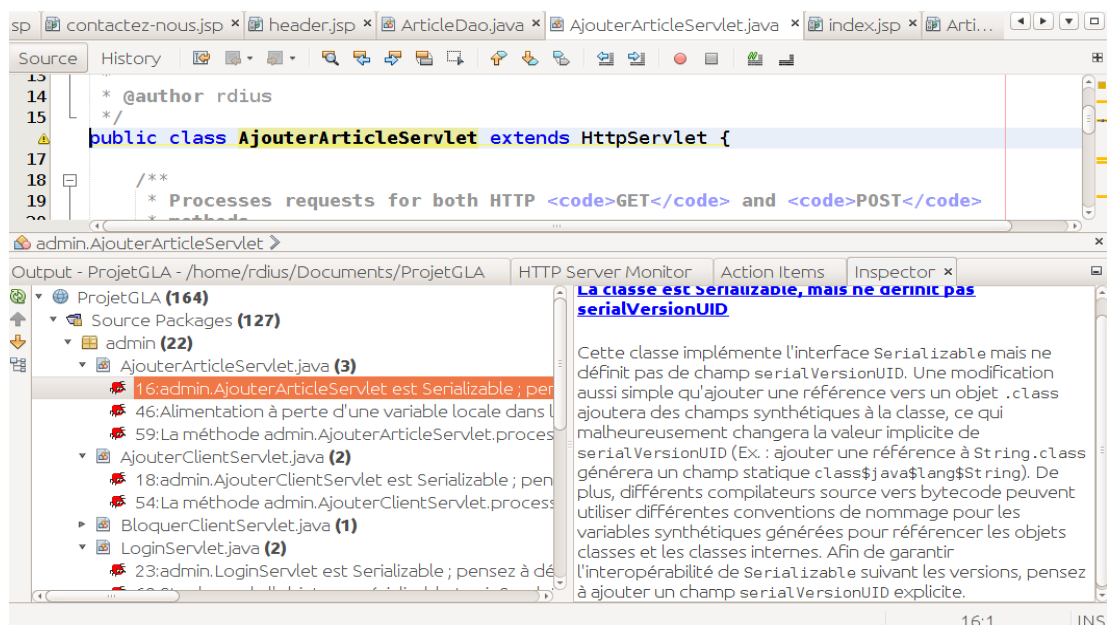 sp contactez-nous.jsp × header.jsp × ArticleDao.java × AjouterArticleServlet.java × index.jsp × Arti...
Source History
13 *
14 * @author rdius
15 */
public class AjouterArticleServlet extends HttpServlet {
17
18 /**
19 * Processes requests for both HTTP <code>GET</code> and <code>POST</code>
20 * methods
admin.AjouterArticleServlet
Output - ProjetGLA - /home/rdius/Documents/ProjetGLA HTTP Server Monitor Action Items Inspector ×
ProjetGLA (164)
Source Packages (127)
admin (22)
AjouterArticleServlet.java (3)
16:admin.AjouterArticleServlet est Serializable ; pen
46:Alimentation à perte d'une variable locale dans l
59:La méthode admin.AjouterArticleServlet.proces
AjouterClientServlet.java (2)
18:admin.AjouterClientServlet est Serializable ; pen
54:La méthode admin.AjouterClientServlet.process
BloquerClientServlet.java (1)
LoginServlet.java (2)
23:admin.LoginServlet est Serializable ; pensez à dé
La classe est Serializable, mais ne définit pas
serialVersionUID
Cette classe implémente l'interface Serializable mais ne
définit pas de champ serialVersionUID. Une modification
aussi simple qu'ajouter une référence vers un objet .class
ajoutera des champs synthétiques à la classe, ce qui
malheureusement changera la valeur implicite de
serialVersionUID (Ex. : ajouter une référence à String.class
générera un champ statique class$java$lang$String). De
plus, différents compilateurs source vers bytecode peuvent
utiliser différentes conventions de nommage pour les
variables synthétiques générées pour référencer les objets
classes et les classes internes. Afin de garantir
l'interopérabilité de Serializable suivant les versions, pensez
à ajouter un champ serialVersionUID explicite.
16:1 INS